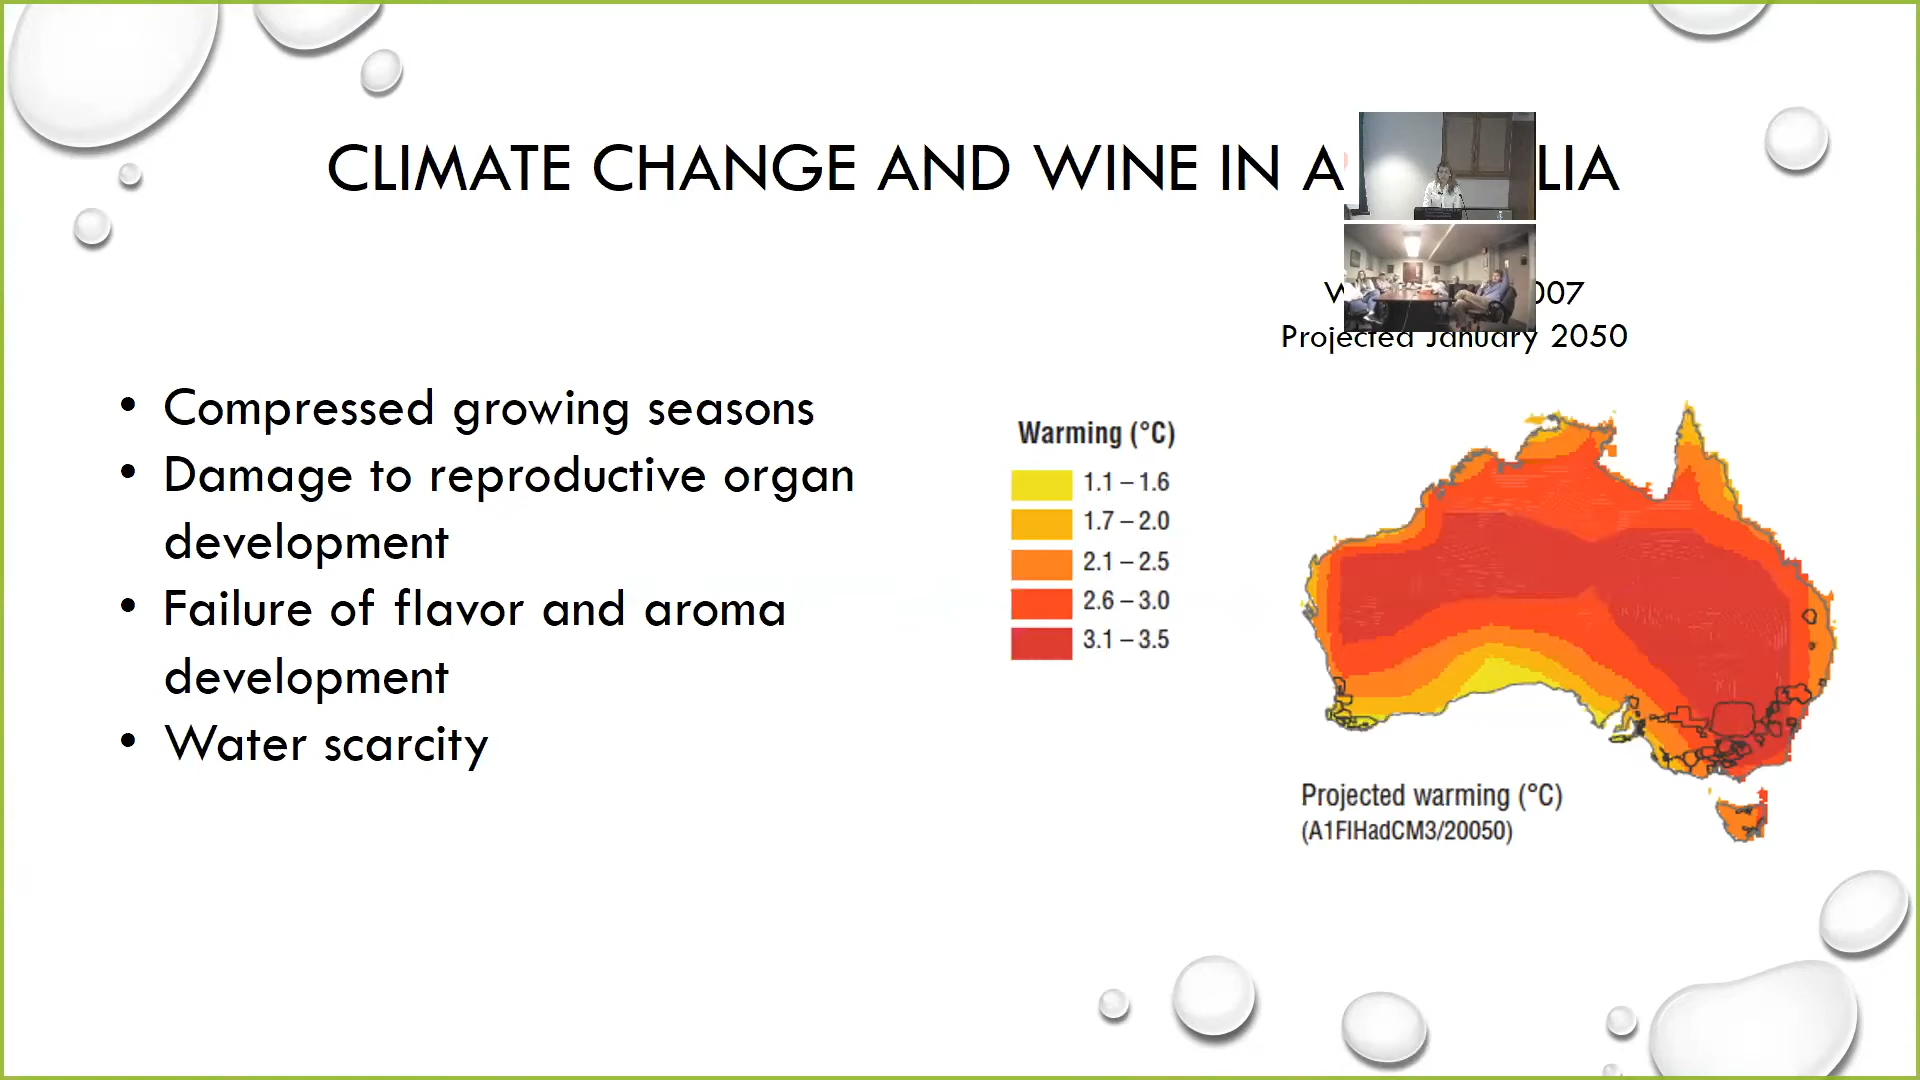 CLIMATE CHANGE AND WINE IN A LIA
007
Projected January 2050
• Compressed growing seasons
• Damage to reproductive organ
development
• Failure of flavor and aroma
development
• Water scarcity
Warming (°C)
1.1 – 1.6
1.7 – 2.0
2.1 – 2.5
2.6 – 3.0
3.1 – 3.5
Projected warming (°C)
(A1FIHadCM3/20050)